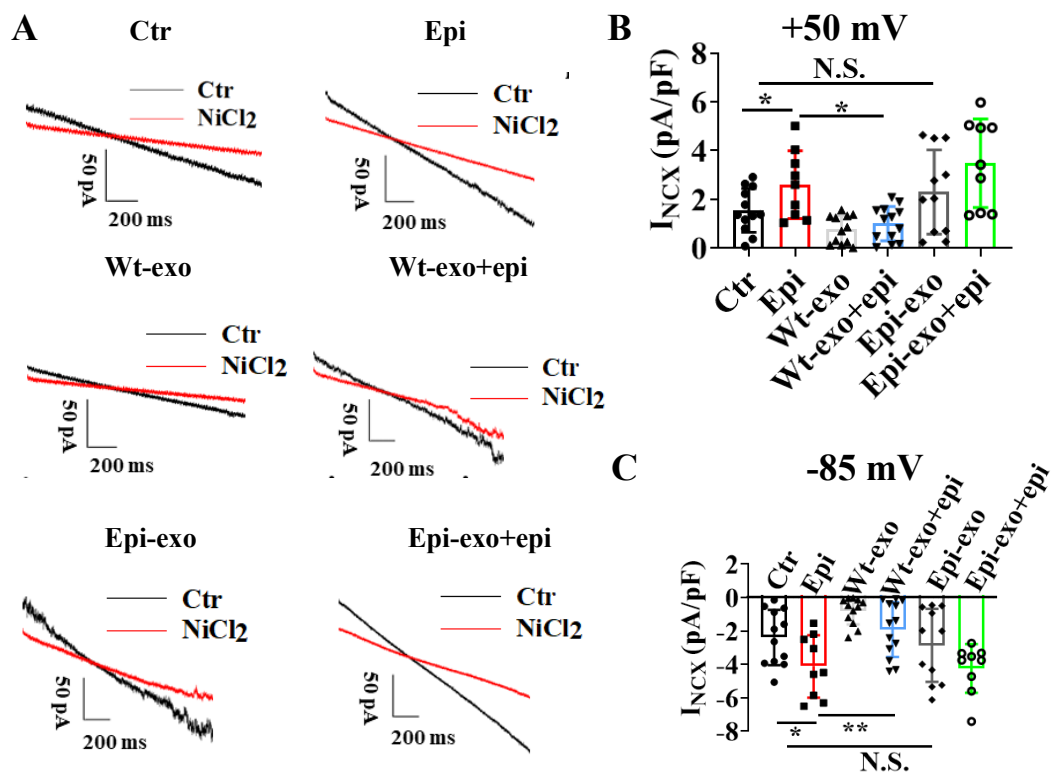 A
Ctr
Ctr
NiCl2
50 pA
200 ms
Epi
Ctr
NiCl2
50 pA
200 ms
Wt-exo
Ctr
NiCl2
50 pA
200 ms
Wt-exo+epi
Ctr
NiCl2
50 pA
200 ms
Epi-exo
Ctr
NiCl2
50 pA
200 ms
Epi-exo+epi
Ctr
NiCl2
50 pA
200 ms
B
+50 mV
INCX (pA/pF)
8
6
4
2
0
N.S.
*
*
Ctr
Epi
Wt-exo
Wt-exo+epi
Epi-exo
Epi-exo+epi
C
-85 mV
Ctr
Epi
Wt-exo
Wt-exo+epi
Epi-exo
Epi-exo+epi
INCX (pA/pF)
2
0
-2
-4
-6
-8
*
**
N.S.